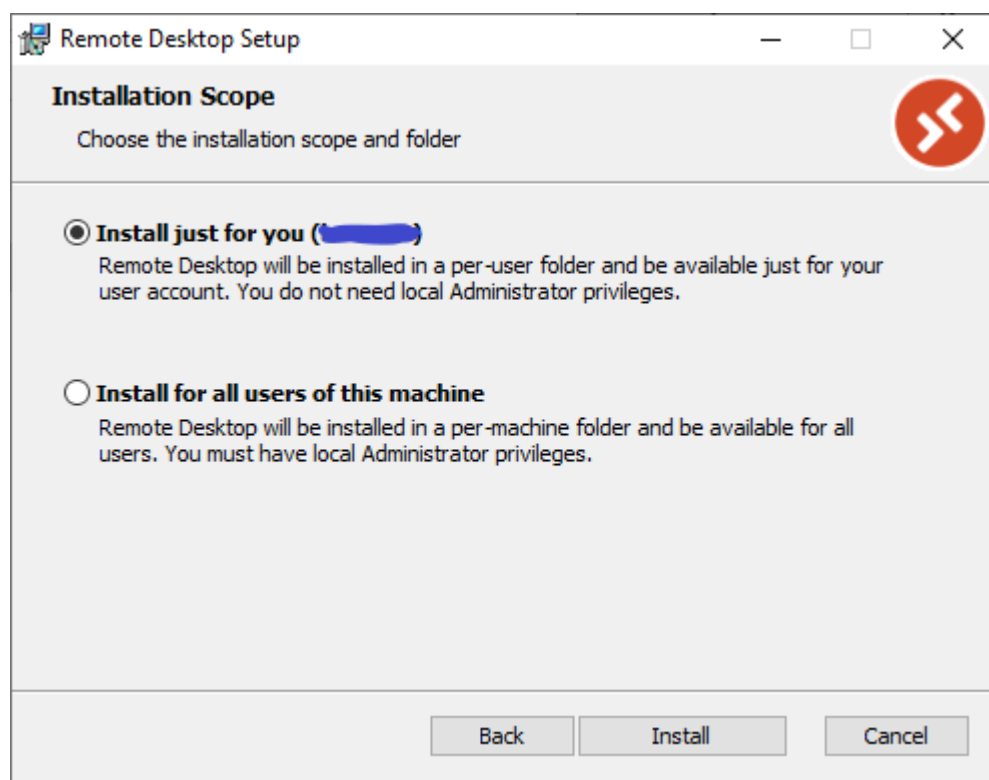 Remote Desktop Setup
Installation Scope
Choose the installation scope and folder
Install just for you ( )
Remote Desktop will be installed in a per-user folder and be available just for your
user account. You do not need local Administrator privileges.
Install for all users of this machine
Remote Desktop will be installed in a per-machine folder and be available for all
users. You must have local Administrator privileges.
Back
Install
Cancel